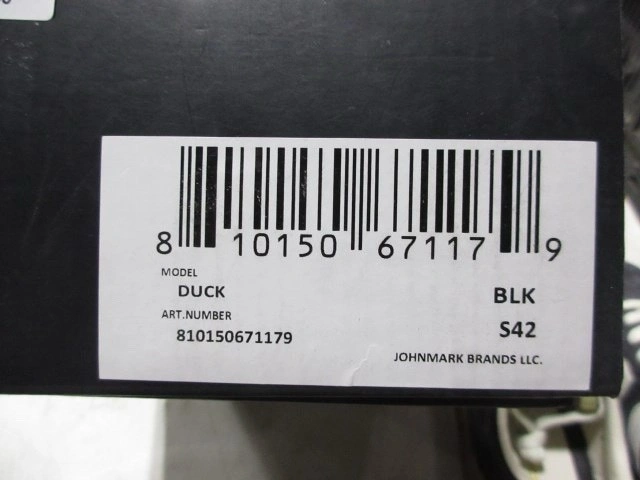 8 10150 67117 9
MODEL
DUCK BLK
ART.NUMBER
810150671179 S42
JOHNMARK BRANDS LLC.